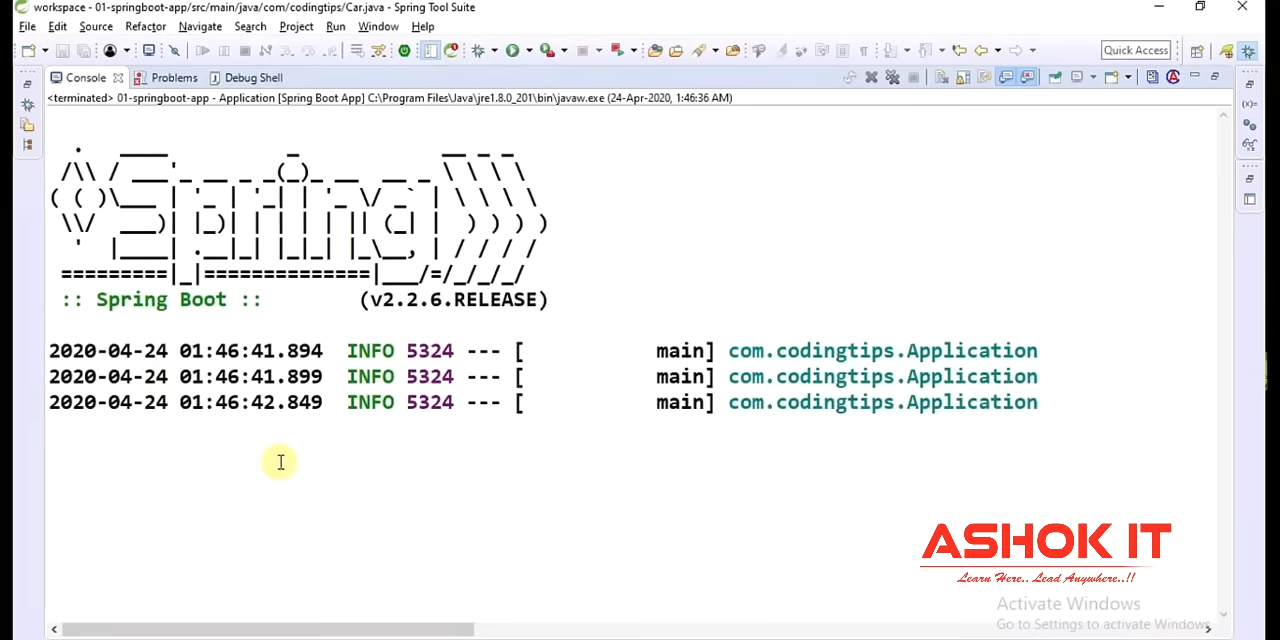 workspace - 01-springboot-app/src/main/java/com/codingtips/Car.java - Spring Tool Suite
File Edit Source Refactor Navigate Search Project Run Window Help
Quick Access
Console Problems Debug Shell
<terminated> 01-springboot-app - Application [Spring Boot App] C:\Program Files\Java\jre1.8.0_201\bin\javaw.exe (24-Apr-2020, 1:46:36 AM)
Spring
:: Spring Boot :: (v2.2.6.RELEASE)
2020-04-24 01:46:41.894 INFO 5324 --- [ main] com.codingtips.Application
2020-04-24 01:46:41.899 INFO 5324 --- [ main] com.codingtips.Application
2020-04-24 01:46:42.849 INFO 5324 --- [ main] com.codingtips.Application
ASHOK IT
Learn Here.. Lead Anywhere..!!
Activate Windows
Go to Settings to activate Windows.